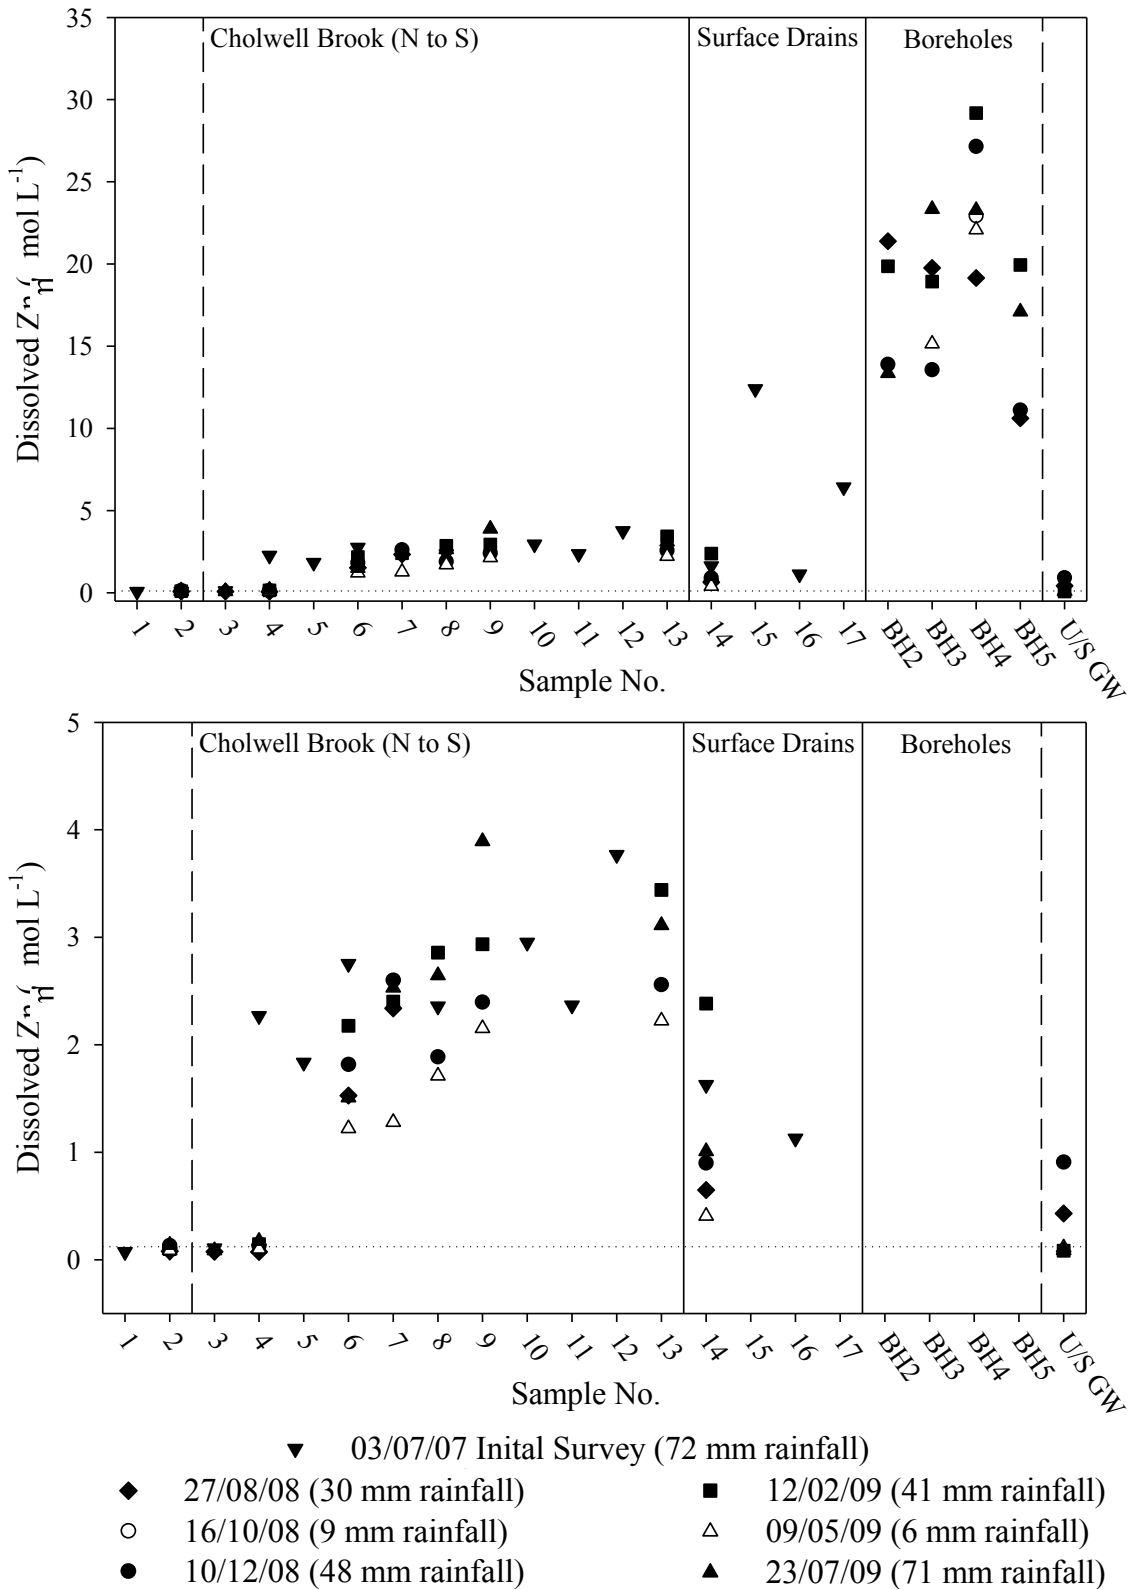 35
30
25
20
15
10
5
0
Cholwell Brook (N to S)
Surface Drains
Boreholes
Dissolved mol L-1)
1 2 3 4 5 6 7 8 9 10 11 12 13 14 15 16 17 BH2 BH3 BH4 BH5 U/S GW
Sample No.
5
4
3
2
1
0
Cholwell Brook (N to S)
Surface Drains
Boreholes
Dissolved mol L-1)
1 2 3 4 5 6 7 8 9 10 11 12 13 14 15 16 17 BH2 BH3 BH4 BH5 U/S GW
Sample No.
03/07/07 Inital Survey (72 mm rainfall)
27/08/08 (30 mm rainfall)
12/02/09 (41 mm rainfall)
16/10/08 (9 mm rainfall)
09/05/09 (6 mm rainfall)
10/12/08 (48 mm rainfall)
23/07/09 (71 mm rainfall)